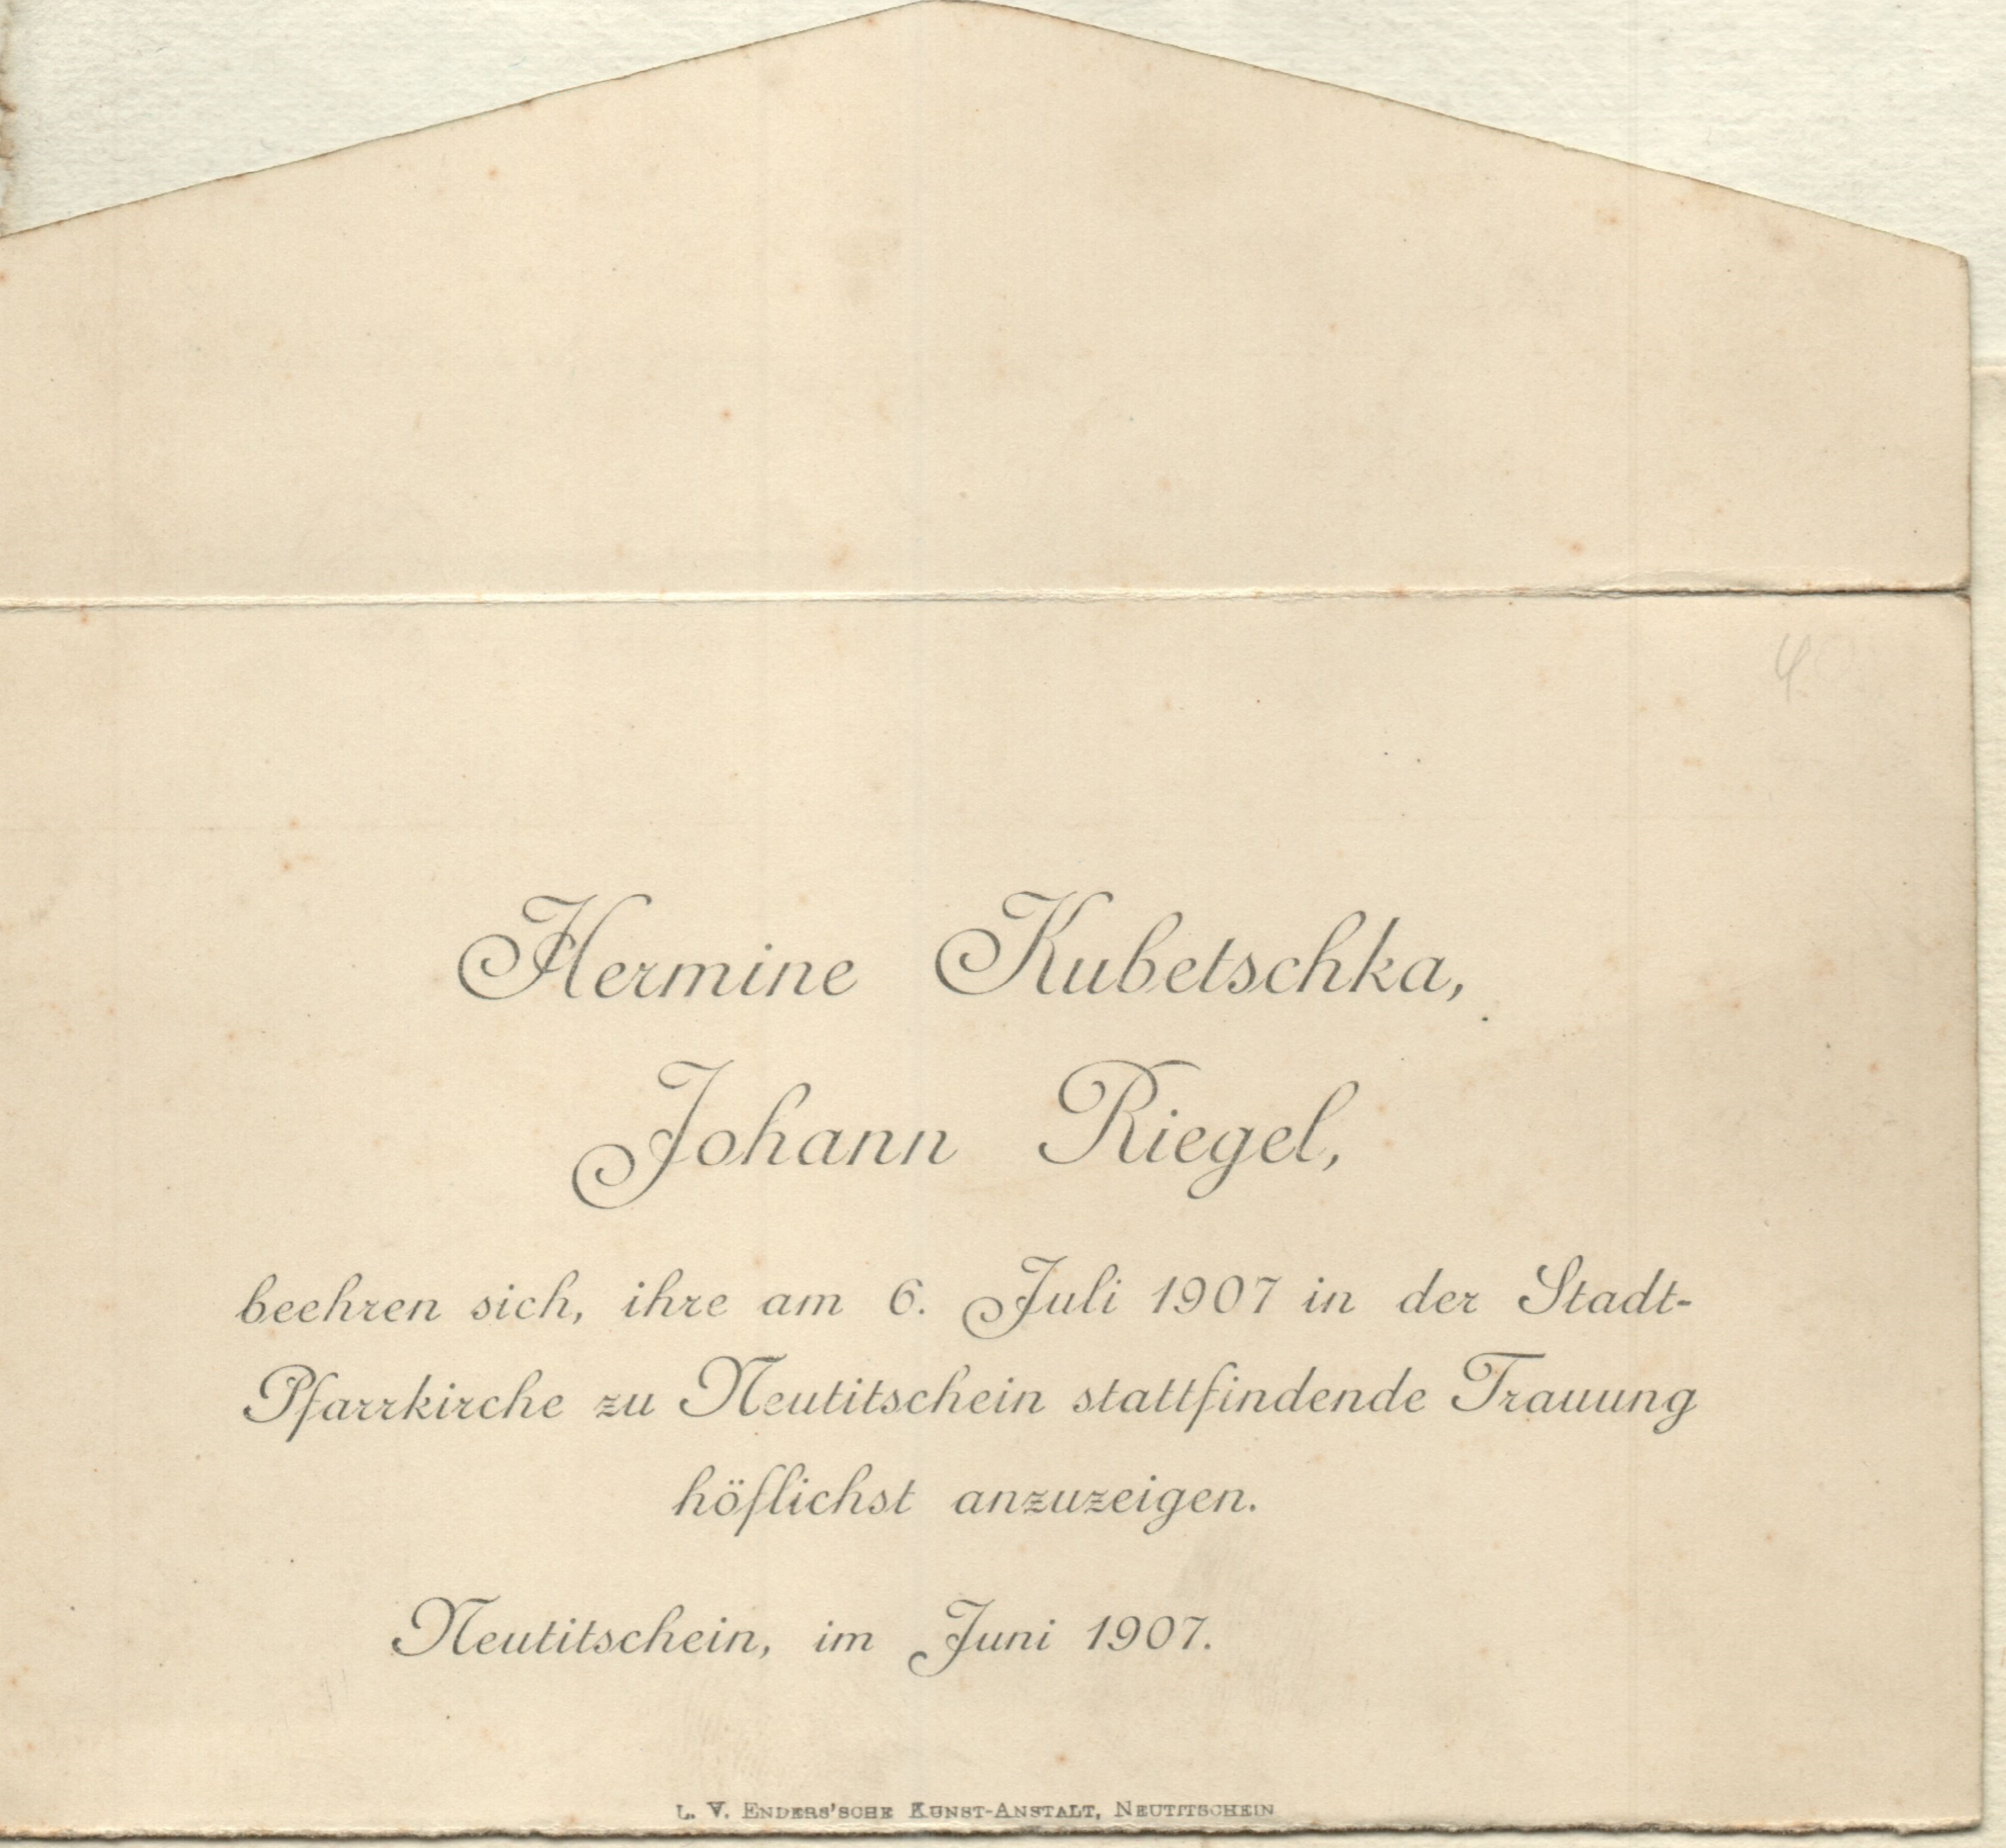 Hermine Kubetschka,
Johann Riegel,
beehren sich, ihre am 6. Juli 1907 in der Stadt-
Pfarrkirche zu Neutitschein stattfindende Trauung
höflichst anzuzeigen.
Neutitschein, im Juni 1907.
L. V. ENDERS'SCHE KUNST-ANSTALT, NEUTITSCHEIN